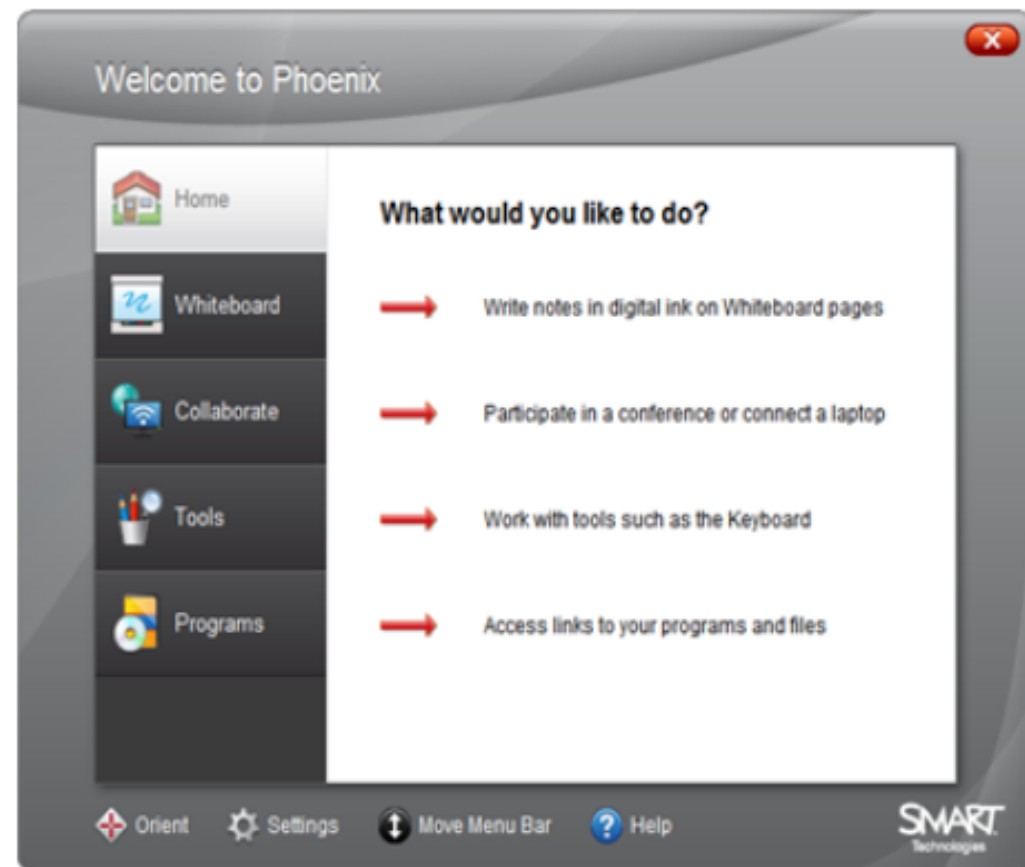 Welcome to Phoenix
Home
What would you like to do?
Whiteboard
Write notes in digital ink on Whiteboard pages
Collaborate
Participate in a conference or connect a laptop
Tools
Work with tools such as the Keyboard
Programs
Access links to your programs and files
Orient Settings Move Menu Bar Help
SMART
Technologies